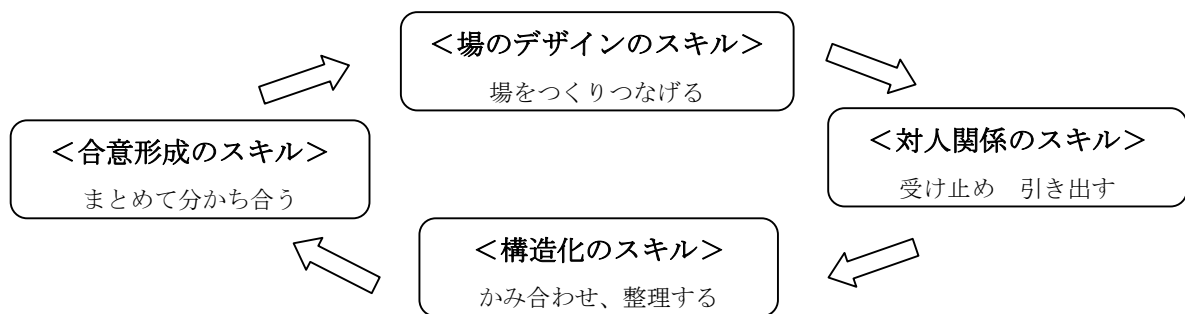 ＜場のデザインのスキル＞
場をつくりつなげる
＜対人関係のスキル＞
受け止め　引き出す
＜構造化のスキル＞
かみ合わせ、整理する
＜合意形成のスキル＞
まとめて分かち合う